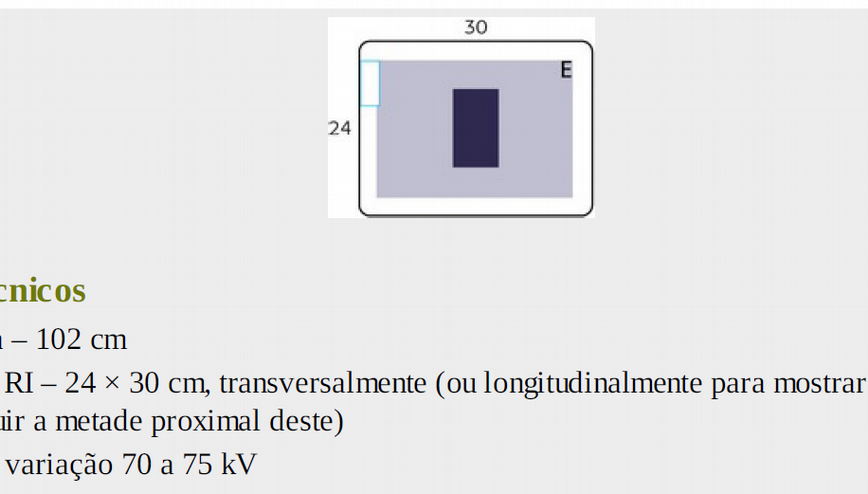 30
E
24
cnicos
– 102 cm
RI – 24 × 30 cm, transversalmente (ou longitudinalmente para mostrar
uir a metade proximal deste)
variação 70 a 75 kV